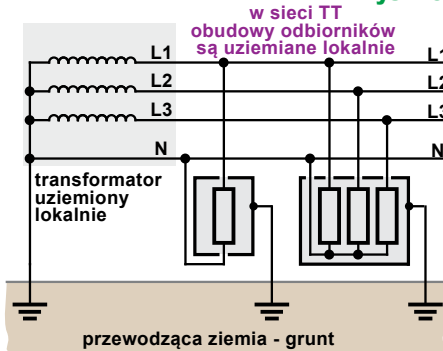 w sieci TT
obudowy odbiorników
są uziemiane lokalnie
L1 L1
L2 L2
L3 L3
N N
transformator
uziemiony
lokalnie
przewodząca ziemia - grunt